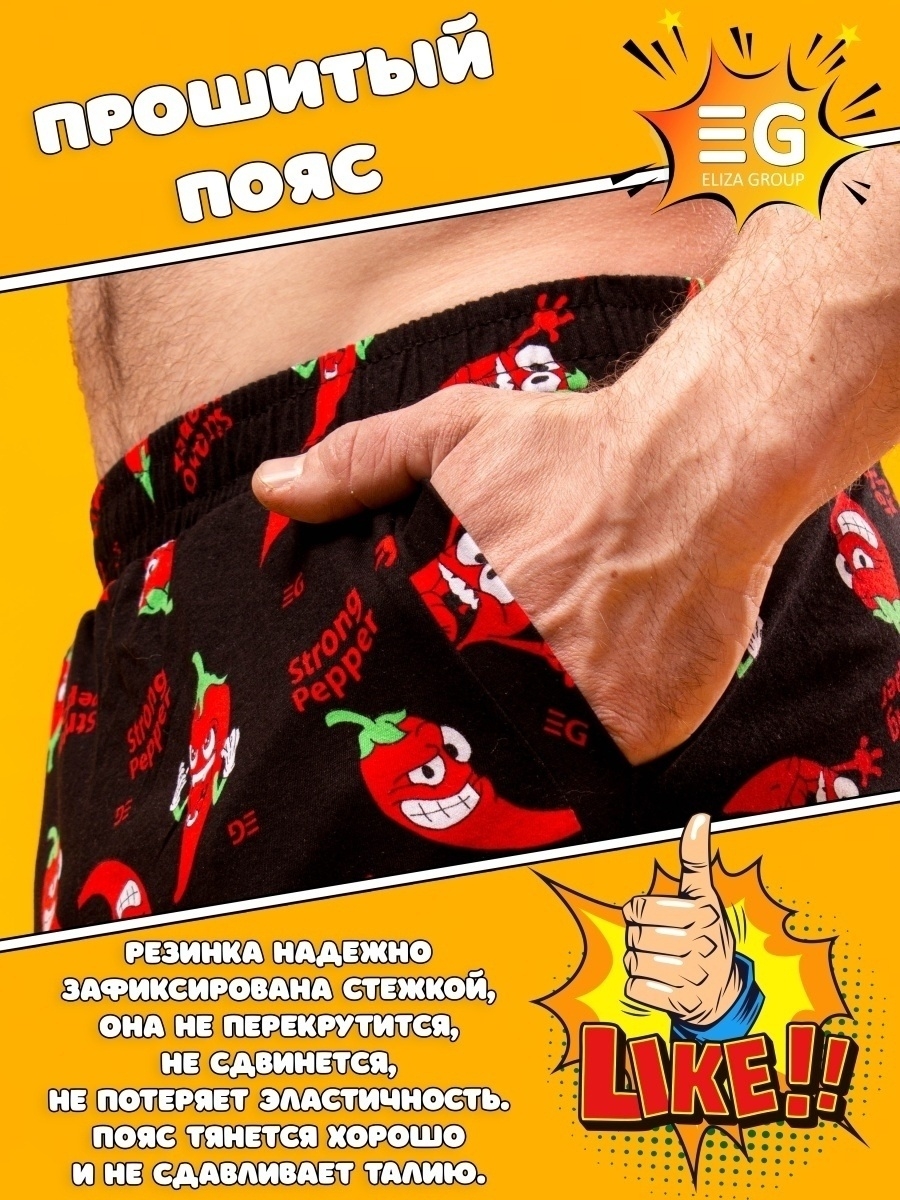 ПРОШИТЫЙ
ПОЯС
EG
ELIZA GROUP
Strong
Pepper
Strong
Pepper
EG
EG
РЕЗИНКА НАДЕЖНО
ЗАФИКСИРОВАНА СТЕЖКОЙ,
ОНА НЕ ПЕРЕКРУТИТСЯ,
НЕ СДВИНЕТСЯ,
НЕ ПОТЕРЯЕТ ЭЛАСТИЧНОСТЬ.
ПОЯС ТЯНЕТСЯ ХОРОШО
И НЕ СДАВЛИВАЕТ ТАЛИЮ.
LIKE!!